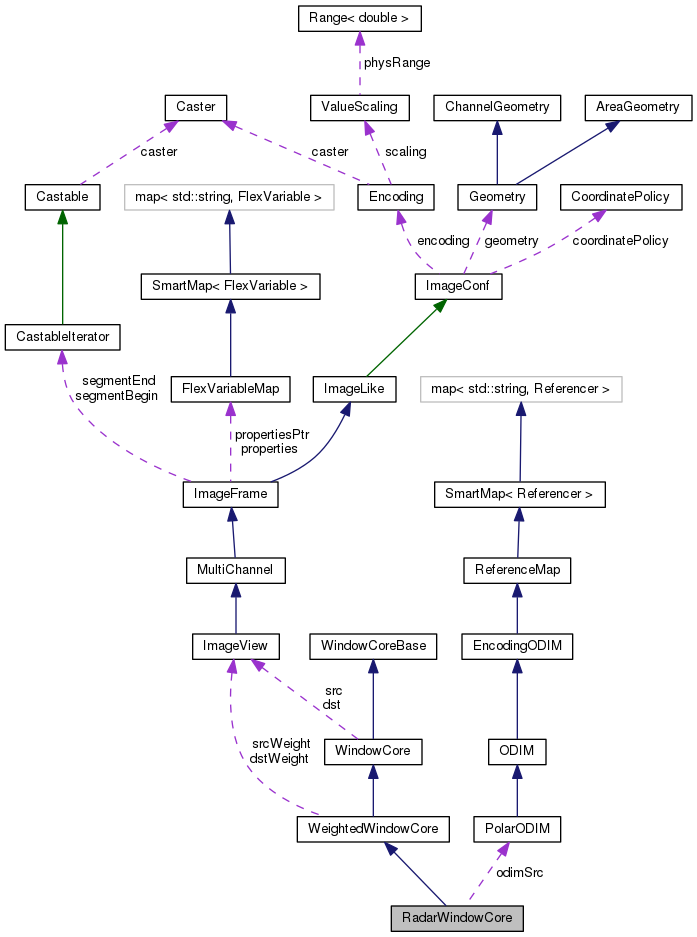 Range< double >
physRange
Caster
ValueScaling
ChannelGeometry
AreaGeometry
caster
caster
scaling
Castable
map< std::string, FlexVariable >
Encoding
Geometry
CoordinatePolicy
encoding
geometry
coordinatePolicy
SmartMap< FlexVariable >
ImageConf
CastableIterator
segmentEnd
segmentBegin
FlexVariableMap
ImageLike
map< std::string, Referencer >
propertiesPtr
properties
ImageFrame
SmartMap< Referencer >
MultiChannel
ReferenceMap
ImageView
WindowCoreBase
EncodingODIM
src
dst
srcWeight
dstWeight
WindowCore
ODIM
WeightedWindowCore
PolarODIM
odimSrc
RadarWindowCore